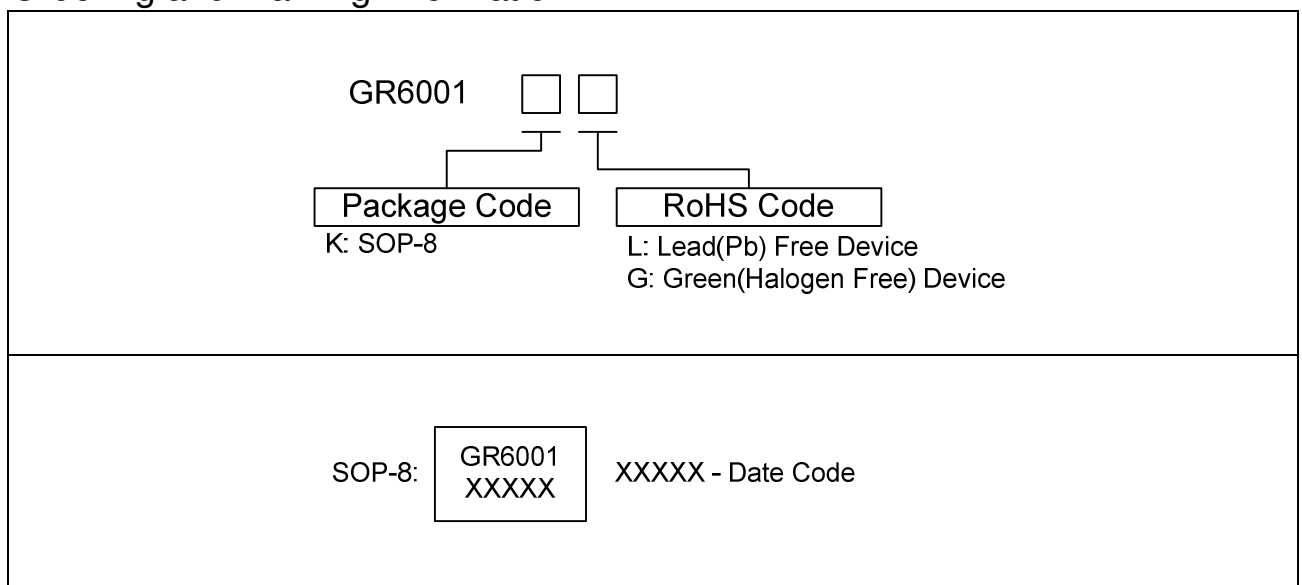 GR6001
Package Code
RoHS Code
K: SOP-8
L: Lead(Pb) Free Device
G: Green(Halogen Free) Device
SOP-8:
GR6001
XXXXX
XXXXX - Date Code